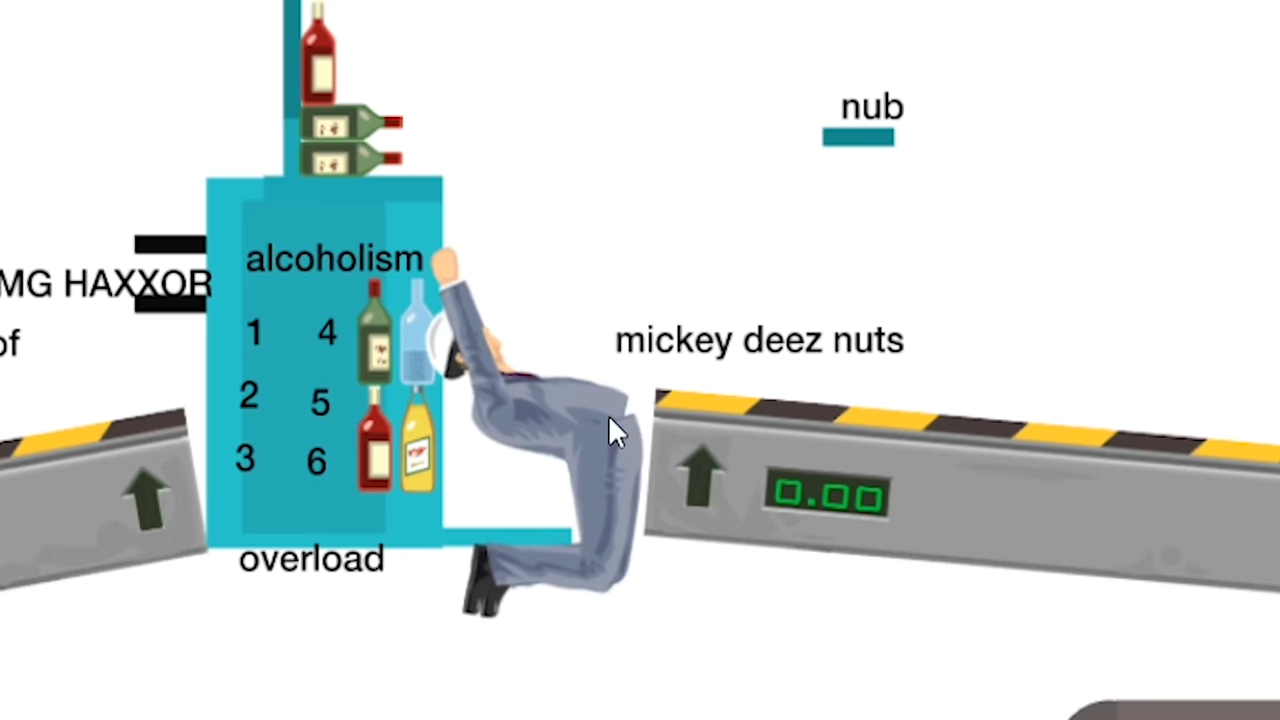 nub
alcoholism
MG HAXXOR
1 4
of
mickey deez nuts
2 5
3 6
0.00
overload